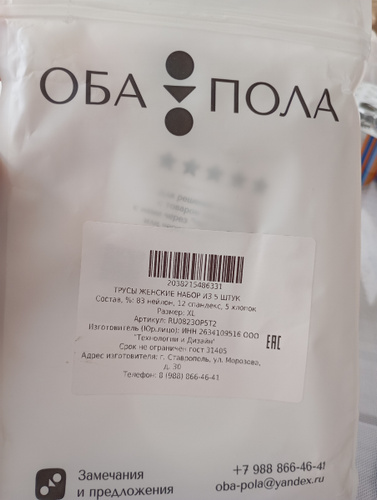 ОБА ПОЛА
2038215486331
ТРУСЫ ЖЕНСКИЕ НАБОР ИЗ 5 ШТУК
Состав, %: 83 нейлон, 12 спандекс, 5 хлопок
Размер: XL
Артикул: RU0823OP5T2
Изготовитель (Юр.лицо): ИНН 2634109516 ООО
"Технологии и Дизайн"
Срок не ограничен гост 31405
Адрес изготовителя: г. Ставрополь, ул. Морозова,
д. 30
Телефон: 8 (988) 866-46-41
EAC
Замечания
и предложения
+7 988 866-46-41
oba-pola@yandex.ru